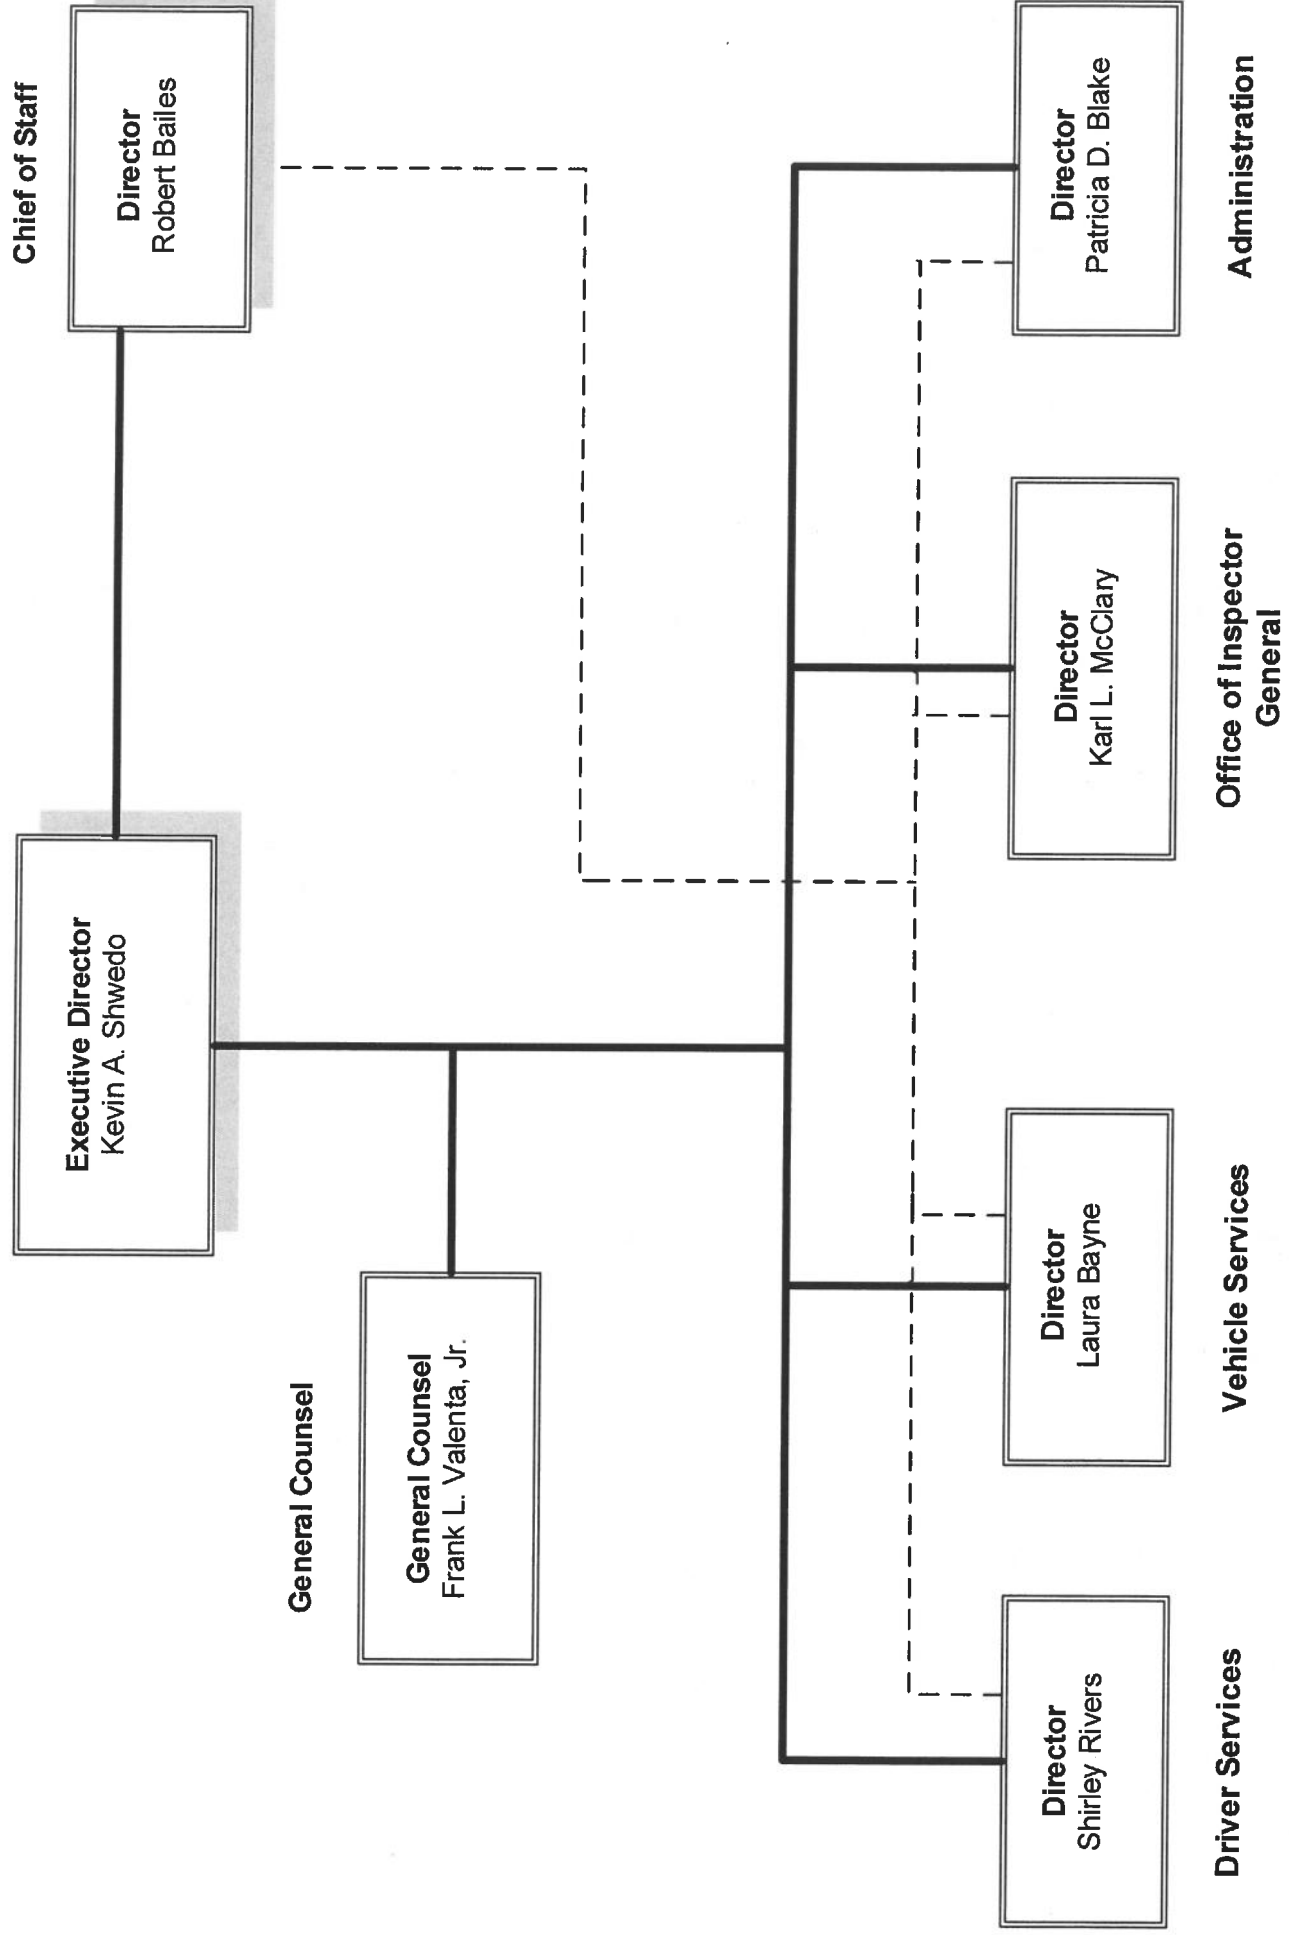 Executive Director
Kevin A. Shwedo
Chief of Staff
Director
Robert Bailes
General Counsel
General Counsel
Frank L. Valenta, Jr.
Director
Shirley Rivers
Driver Services
Director
Laura Bayne
Vehicle Services
Director
Karl L. McClary
Office of Inspector
General
Director
Patricia D. Blake
Administration